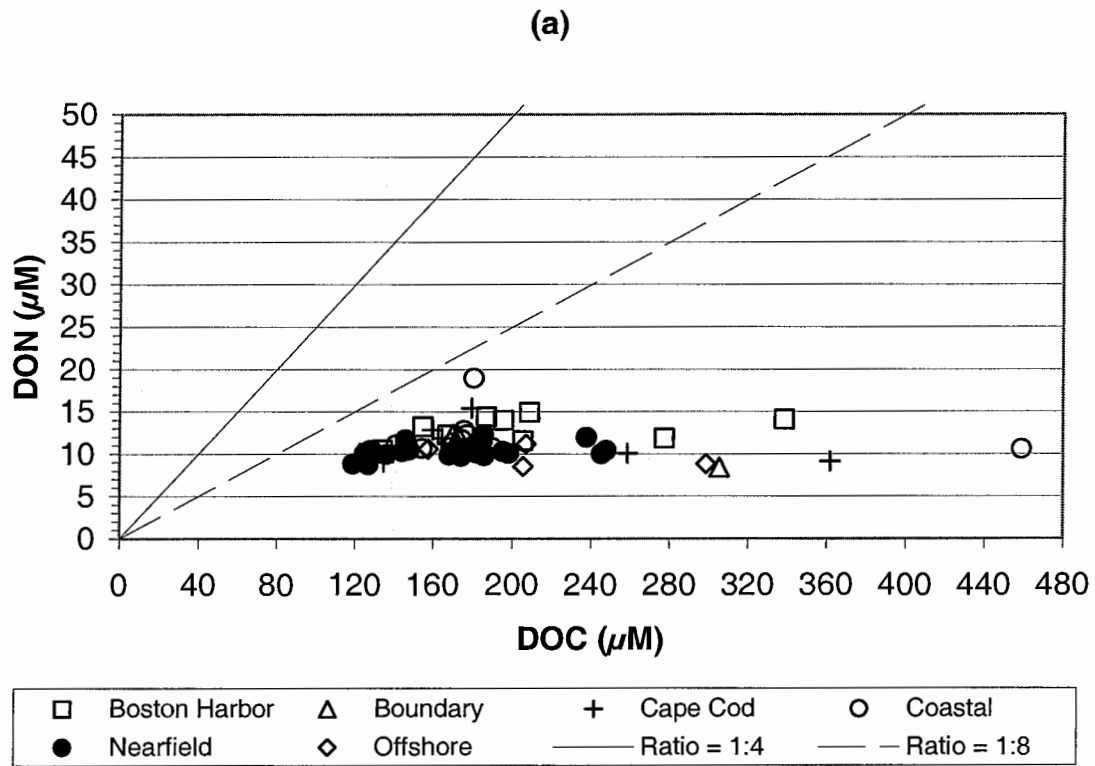 (a)
50
45
40
35
30
25
20
15
10
5
0
DON (µM)
0 40 80 120 160 200 240 280 320 360 400 440 480
DOC (µM)
Boston Harbor Boundary Cape Cod Coastal
Nearfield Offshore Ratio = 1:4 Ratio = 1:8